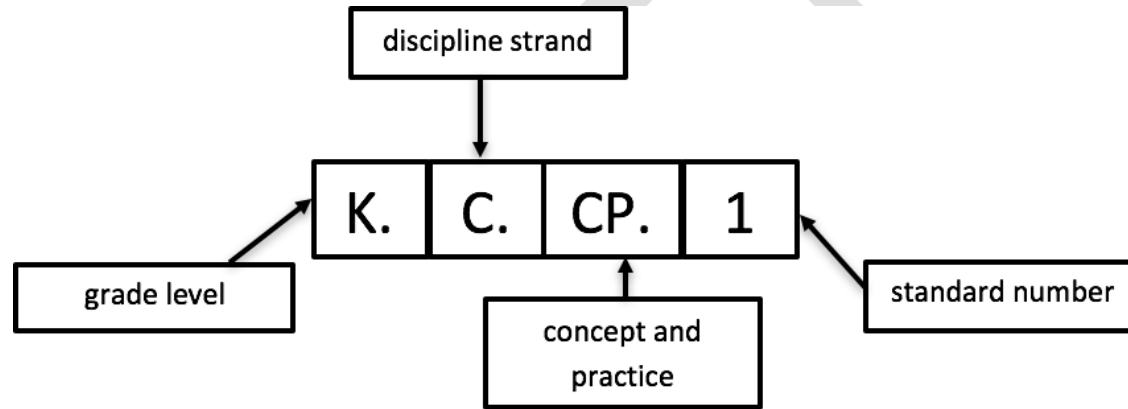 discipline strand
K. C. CP. 1
grade level
standard number
concept and
practice